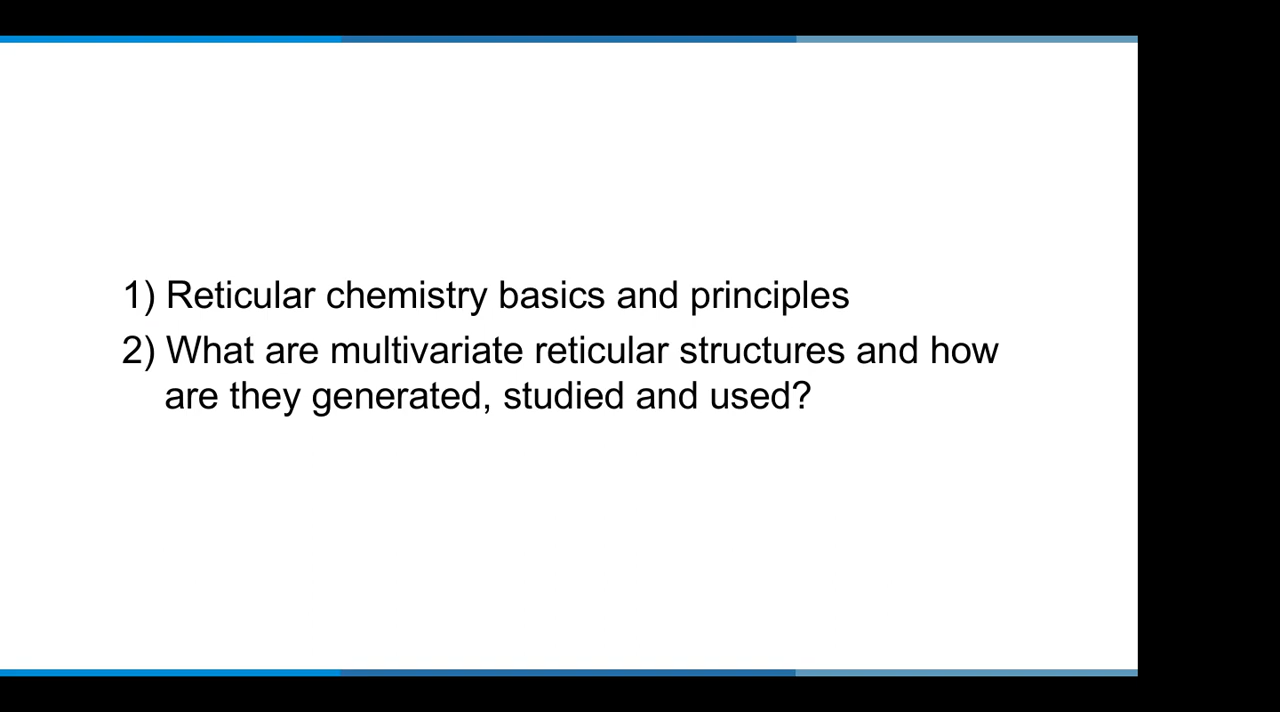 1) Reticular chemistry basics and principles
2) What are multivariate reticular structures and how
are they generated, studied and used?